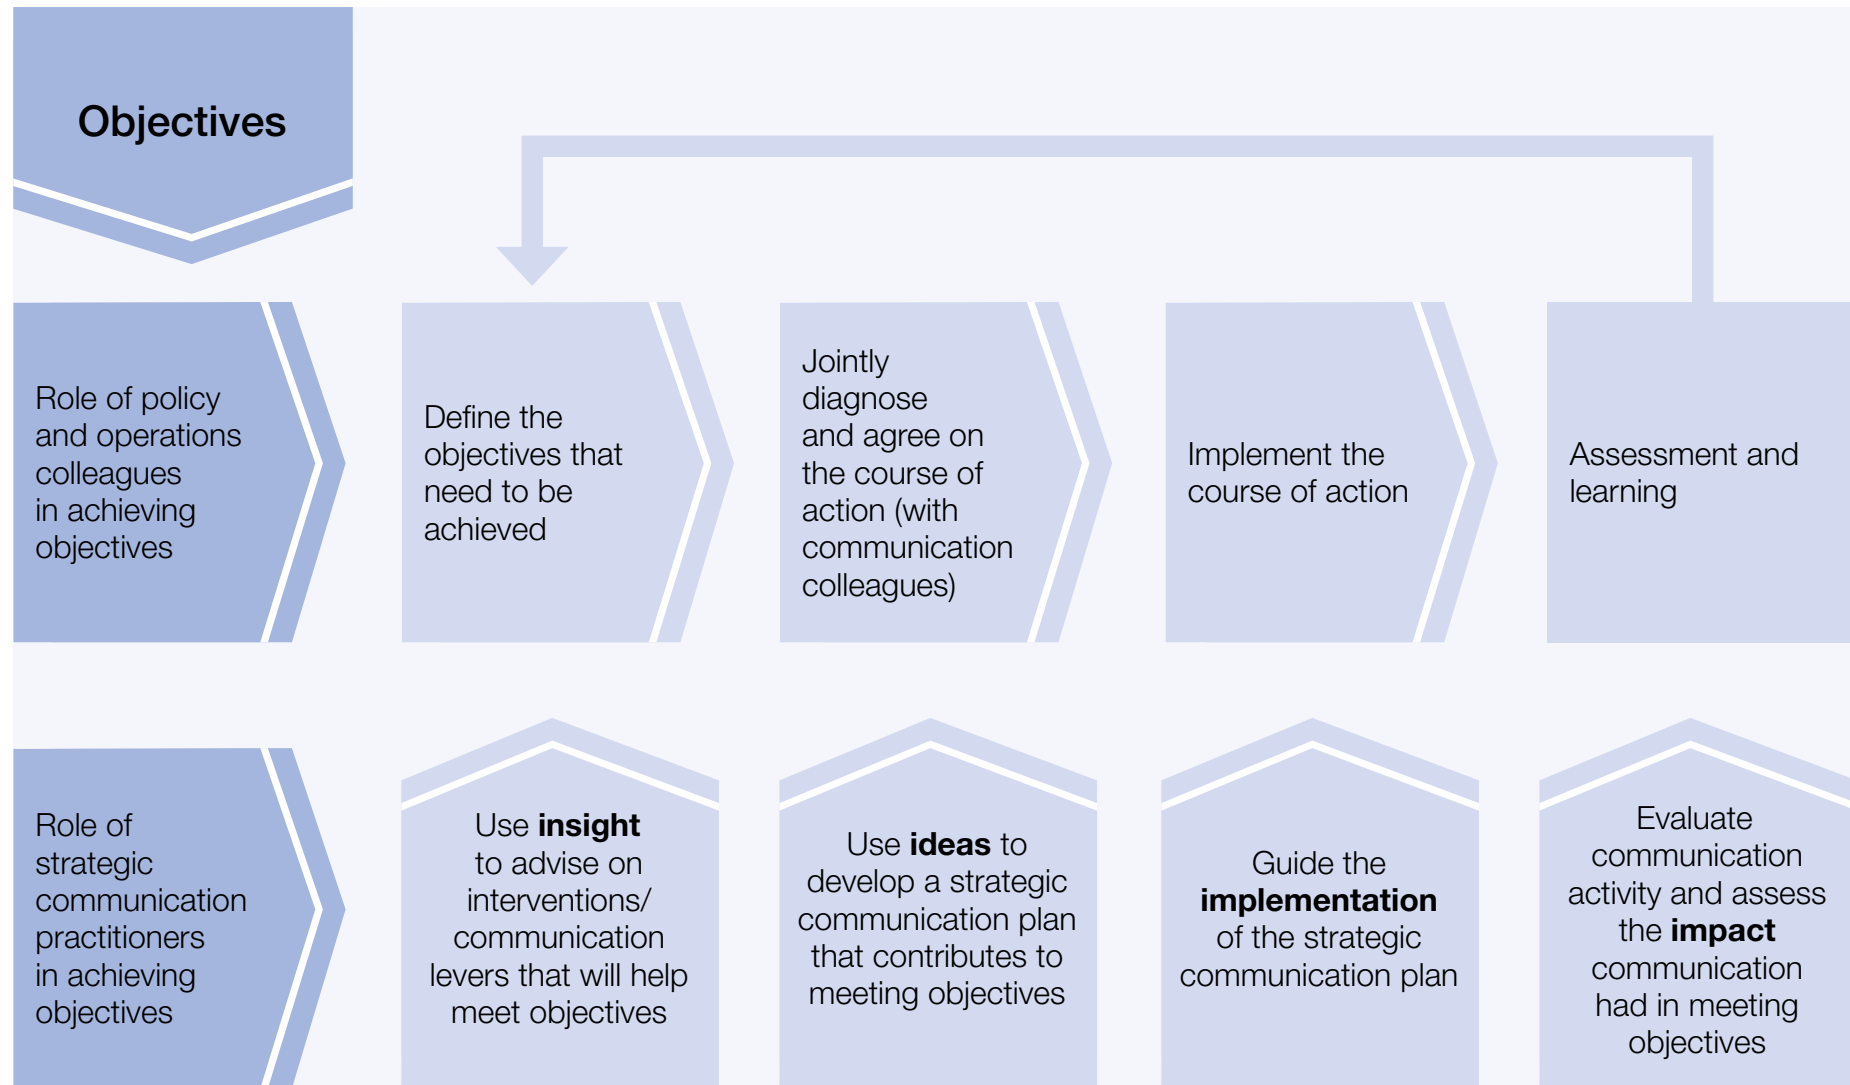 Objectives
Role of policy
and operations
colleagues
in achieving
objectives
Define the
objectives that
need to be
achieved
Jointly
diagnose
and agree on
the course of
action (with
communication
colleagues)
Implement the
course of action
Assessment and
learning
Role of
strategic
communication
practitioners
in achieving
objectives
Use insight
to advise on
interventions/
communication
levers that will help
meet objectives
Use ideas to
develop a strategic
communication plan
that contributes to
meeting objectives
Guide the
implementation
of the strategic
communication plan
Evaluate
communication
activity and assess
the impact
communication
had in meeting
objectives